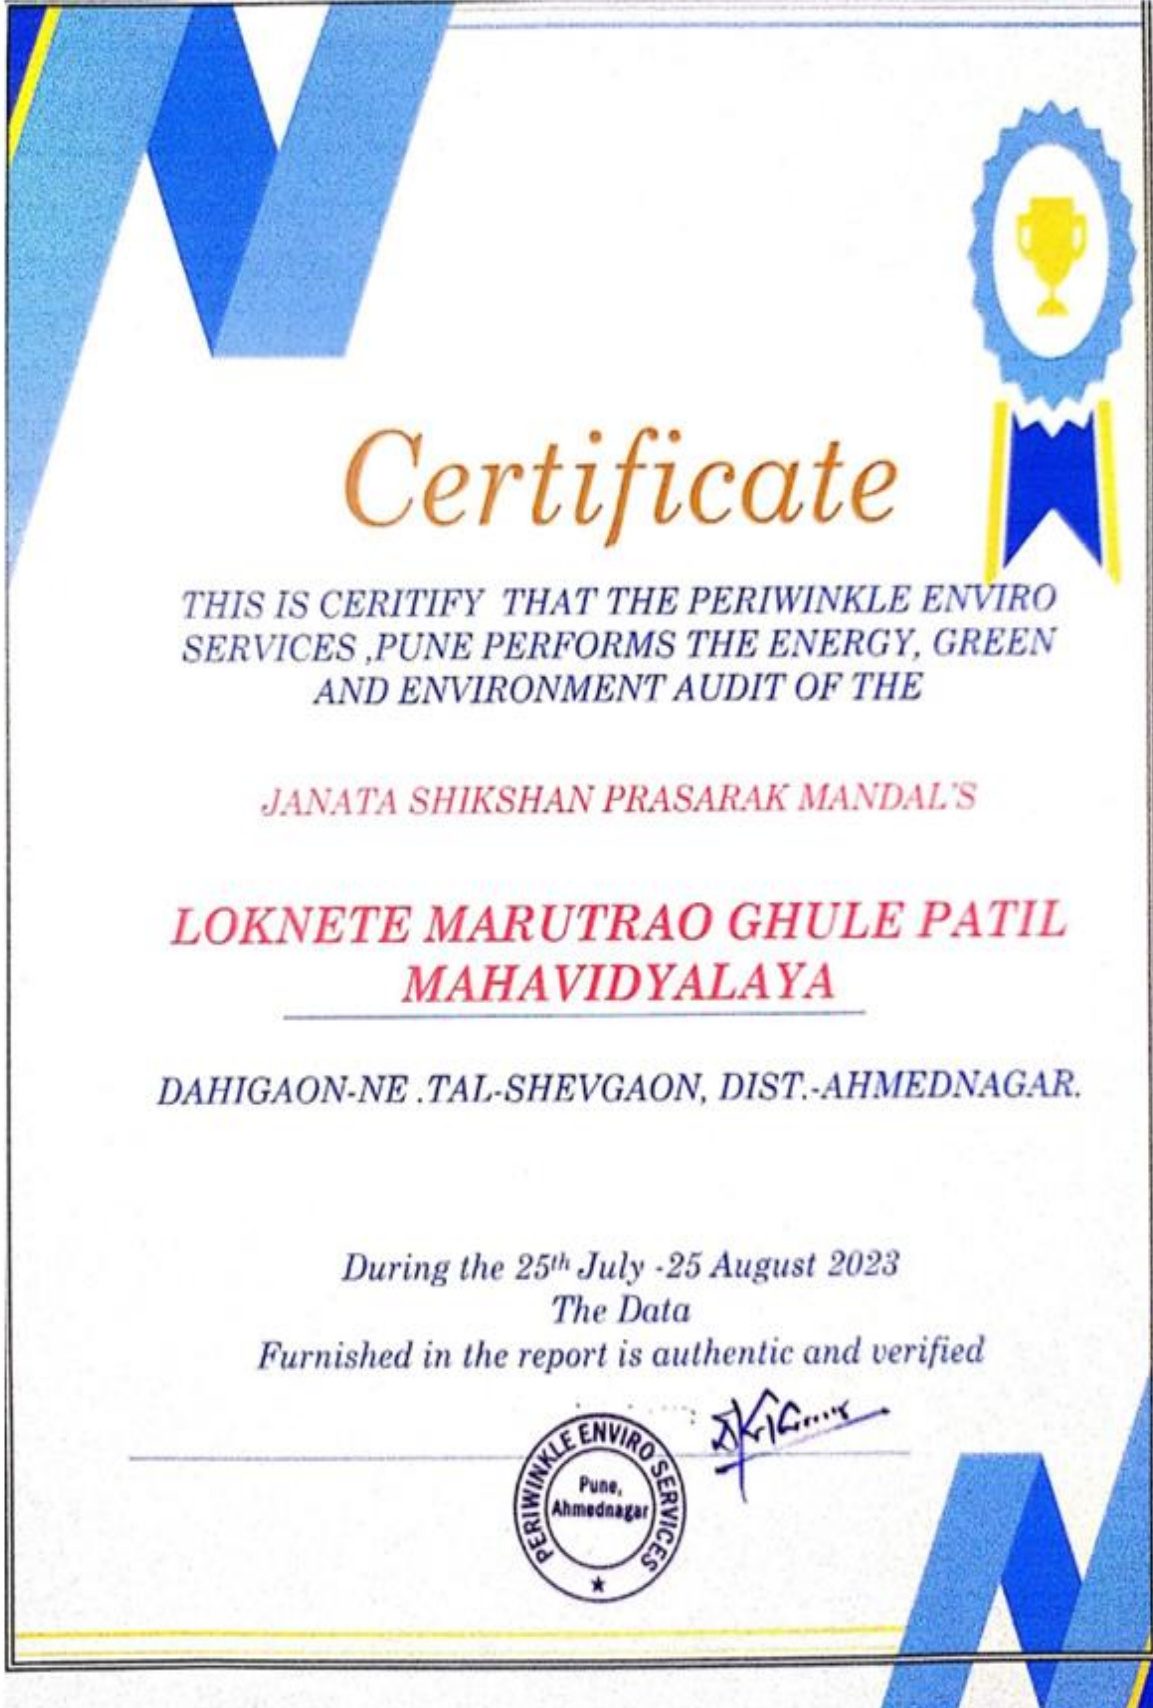 Certificate
THIS IS CERITIFY THAT THE PERIWINKLE ENVIRO
SERVICES ,PUNE PERFORMS THE ENERGY, GREEN
AND ENVIRONMENT AUDIT OF THE
JANATA SHIKSHAN PRASARAK MANDAL'S
LOKNETE MARUTRAO GHULE PATIL
MAHAVIDYALAYA
DAHIGAON-NE .TAL-SHEVGAON, DIST.-AHMEDNAGAR.
During the 25th July -25 August 2023
The Data
Furnished in the report is authentic and verified
PERIWINKLE ENVIRO SERVICES
Pune,
Ahmednagar